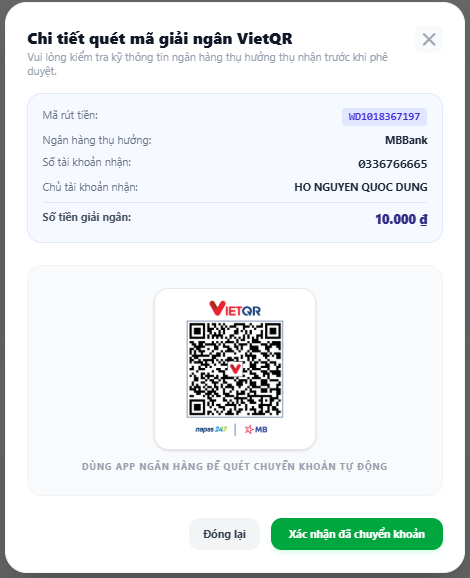 Chi tiết quét mã giải ngân VietQR
Vui lòng kiểm tra kỹ thông tin ngân hàng thụ hưởng thụ nhận trước khi phê
duyệt.
Mã rút tiền: WD1018367197
Ngân hàng thụ hưởng: MBBank
Số tài khoản nhận: 0336766665
Chủ tài khoản nhận: HO NGUYEN QUOC DUNG
Số tiền giải ngân: 10.000 ₫
VIETQR
napas 247 | MB
DÙNG APP NGÂN HÀNG ĐỂ QUÉT CHUYỂN KHOẢN TỰ ĐỘNG
Đóng lại Xác nhận đã chuyển khoản